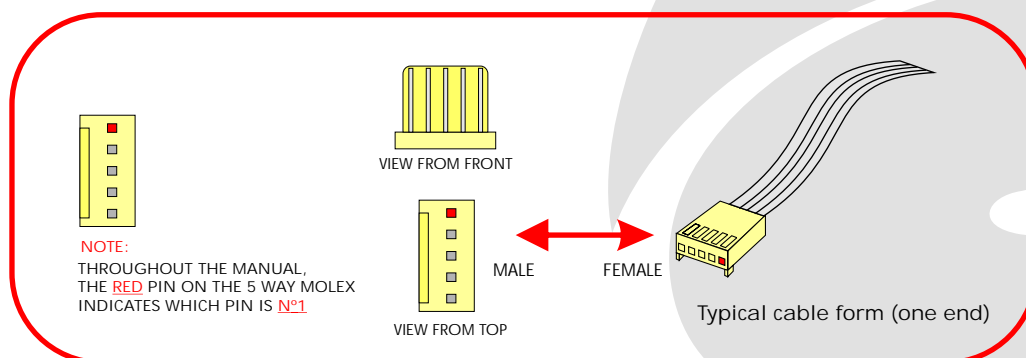 VIEW FROM FRONT
NOTE:
THROUGHOUT THE MANUAL,
THE RED PIN ON THE 5 WAY MOLEX
INDICATES WHICH PIN IS Nº1
MALE
FEMALE
VIEW FROM TOP
Typical cable form (one end)